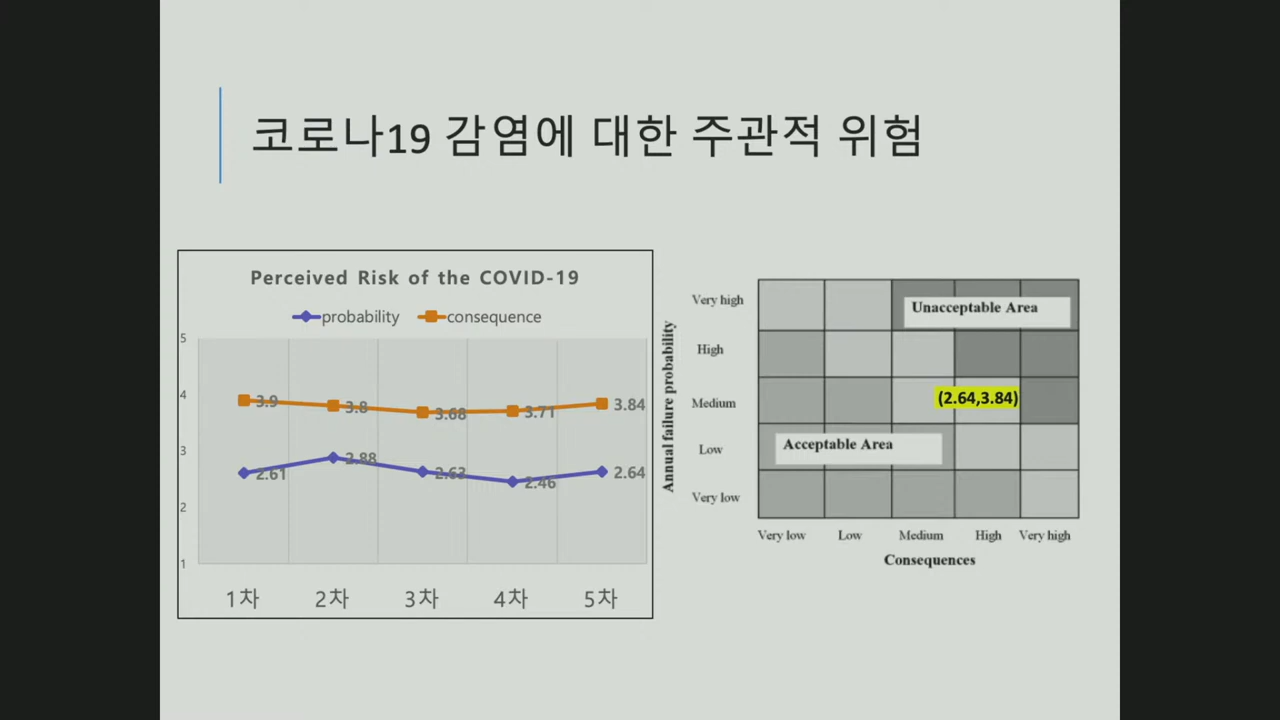 코로나19 감염에 대한 주관적 위험
Perceived Risk of the COVID-19
probability consequence
5
4
3
2
1
3.9 3.8 3.68 3.71 3.84
2.61 2.88 2.63 2.46 2.64
1차 2차 3차 4차 5차
Annual failure probability
Very high
High
Medium
Low
Very low
Unacceptable Area
(2.64,3.84)
Acceptable Area
Very low Low Medium High Very high
Consequences